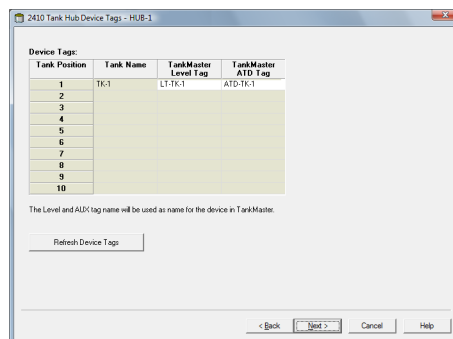 2410 Tank Hub Device Tags - HUB-1
Device Tags:
Tank Position Tank Name TankMaster Level Tag TankMaster ATD Tag
1 TK-1 LT-TK-1 ATD-TK-1
2
3
4
5
6
7
8
9
10
The Level and AUX tag name will be used as name for the device in TankMaster.
Refresh Device Tags
< Back Next > Cancel Help